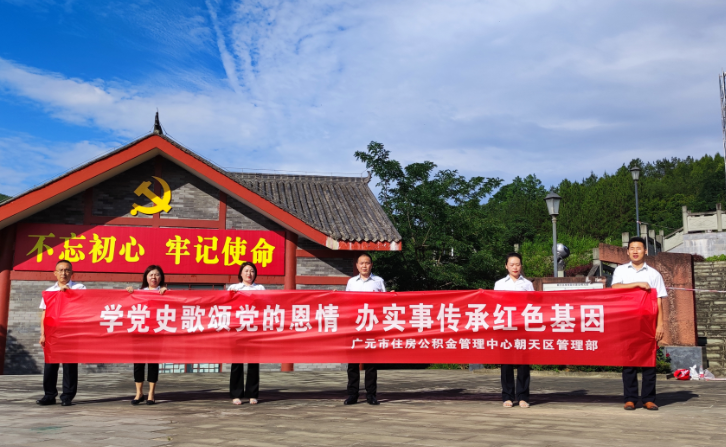 不忘初心 牢记使命
学党史歌颂党的恩情 办实事传承红色基因
广元市住房公积金管理中心朝天区管理部